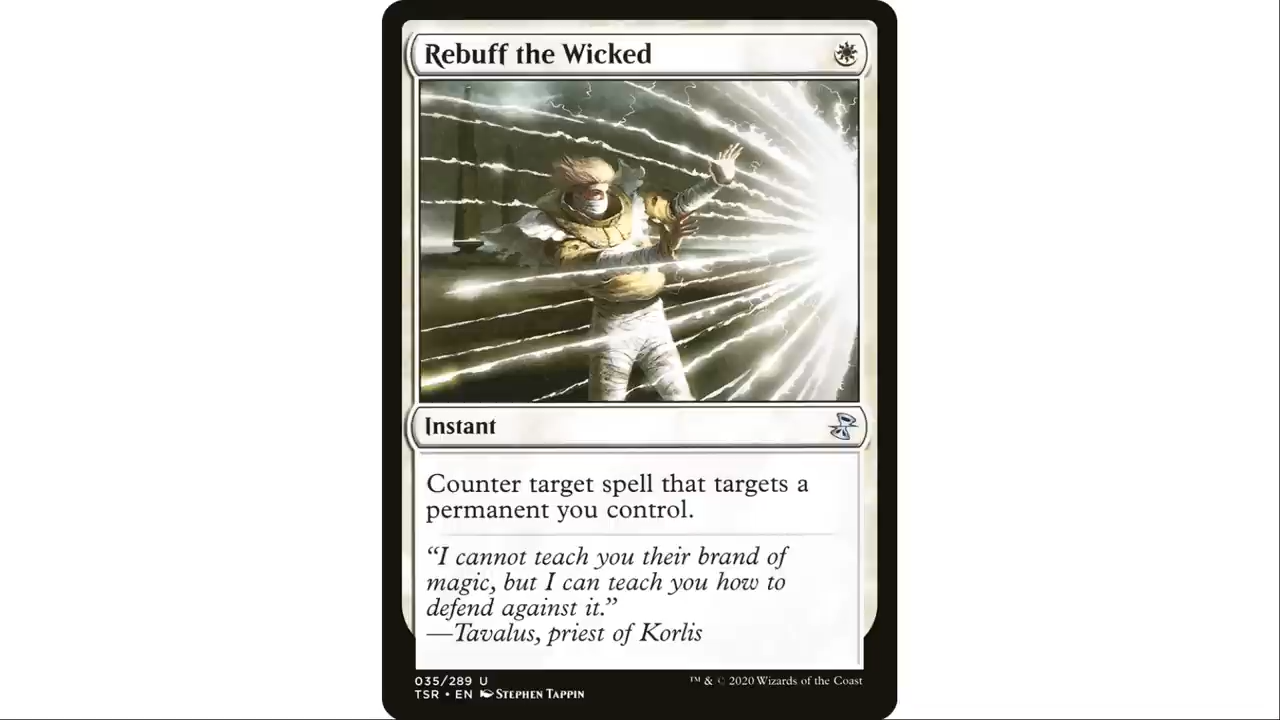 Rebuff the Wicked
Instant
Counter target spell that targets a
permanent you control.
“I cannot teach you their brand of
magic, but I can teach you how to
defend against it.”
—Tavalus, priest of Korlis
035/289 U
™ & © 2020 Wizards of the Coast
TSR • EN Stephen Tappin